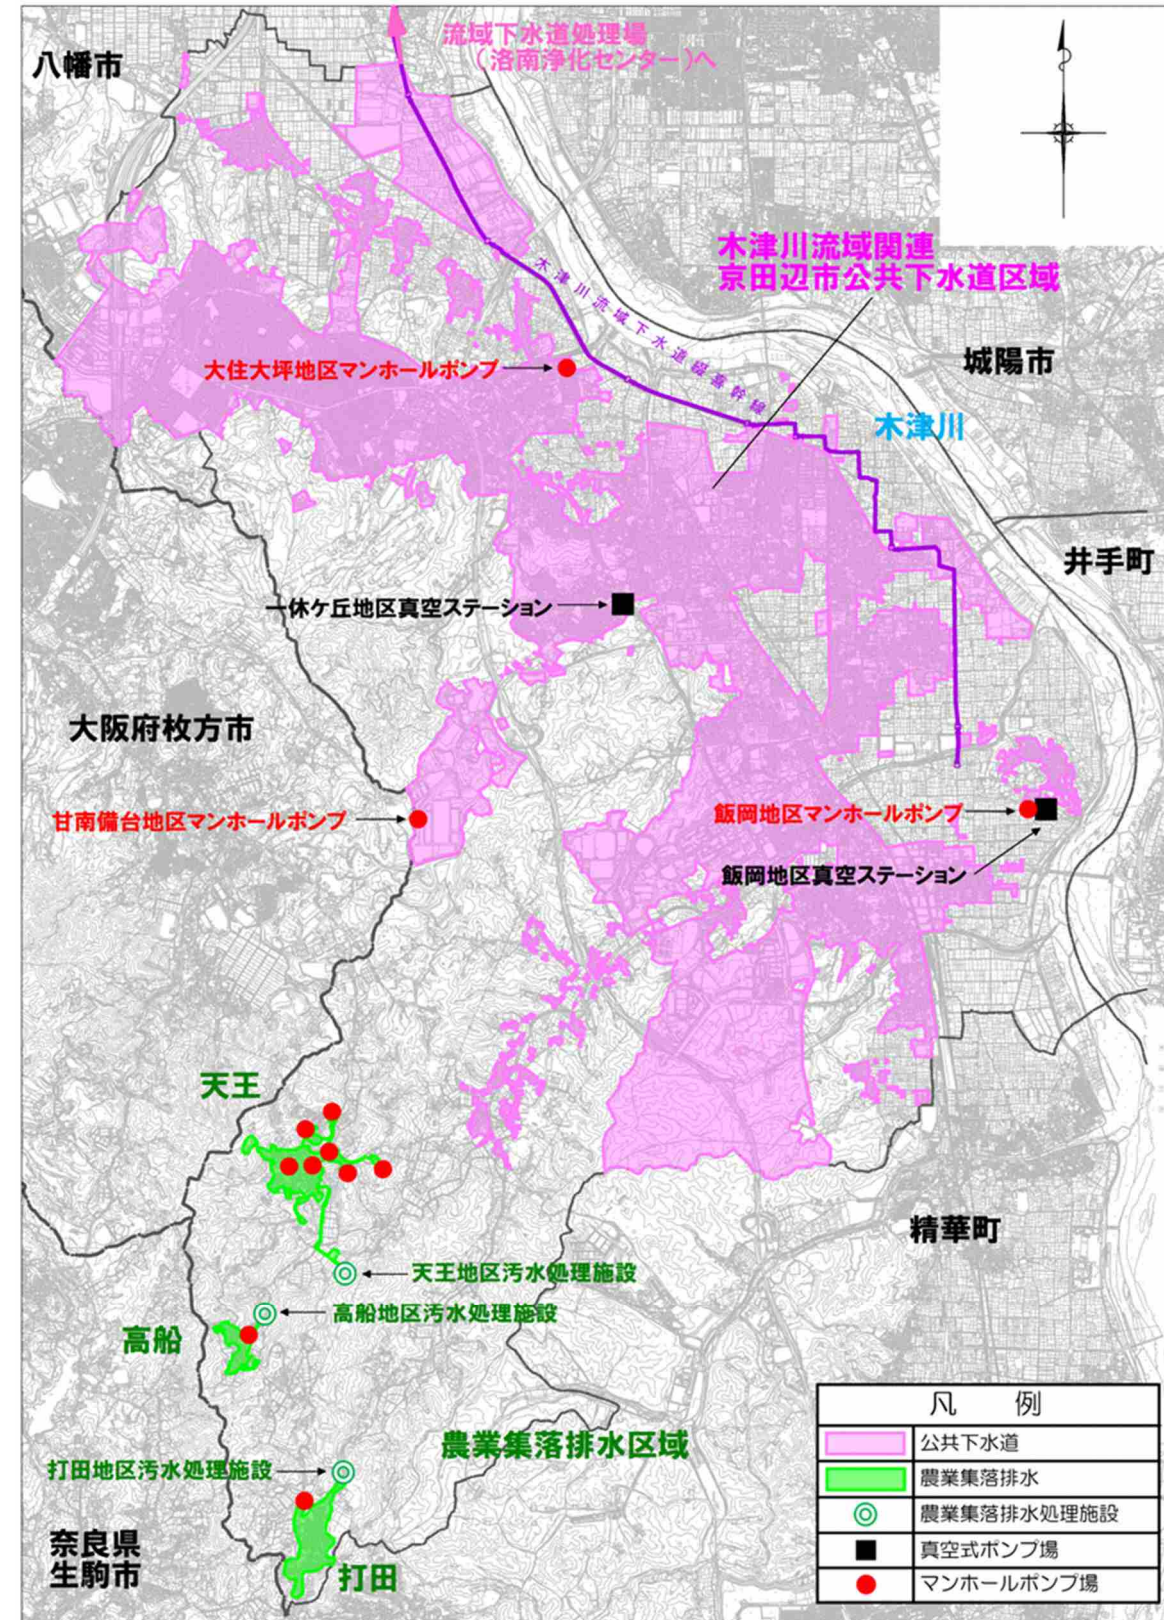 流域下水道処理場
（洛南浄化センター）へ
八幡市
木津川流域関連
京田辺市公共下水道区域
木津川流域下水道綴喜幹線
城陽市
大住大坪地区マンホールポンプ
木津川
井手町
一休ケ丘地区真空ステーション
大阪府枚方市
甘南備台地区マンホールポンプ
飯岡地区マンホールポンプ
飯岡地区真空ステーション
天王
精華町
天王地区汚水処理施設
高船地区汚水処理施設
高船
農業集落排水区域
打田地区汚水処理施設
奈良県
生駒市
打田
凡　例
公共下水道
農業集落排水
農業集落排水処理施設
真空式ポンプ場
マンホールポンプ場